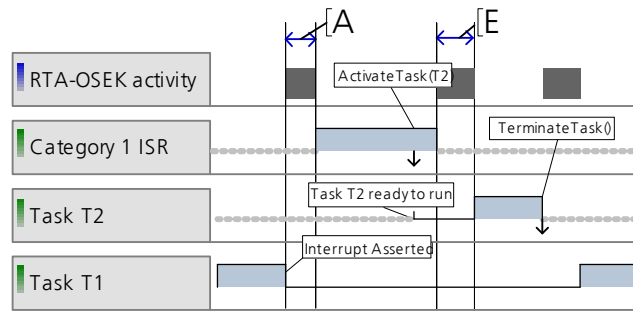 [A
[E
RTA-OSEK activity
ActivateTask(T2)
Category 1 ISR
TerminateTask()
Task T2
Task T2 ready to run
Interrupt Asserted
Task T1